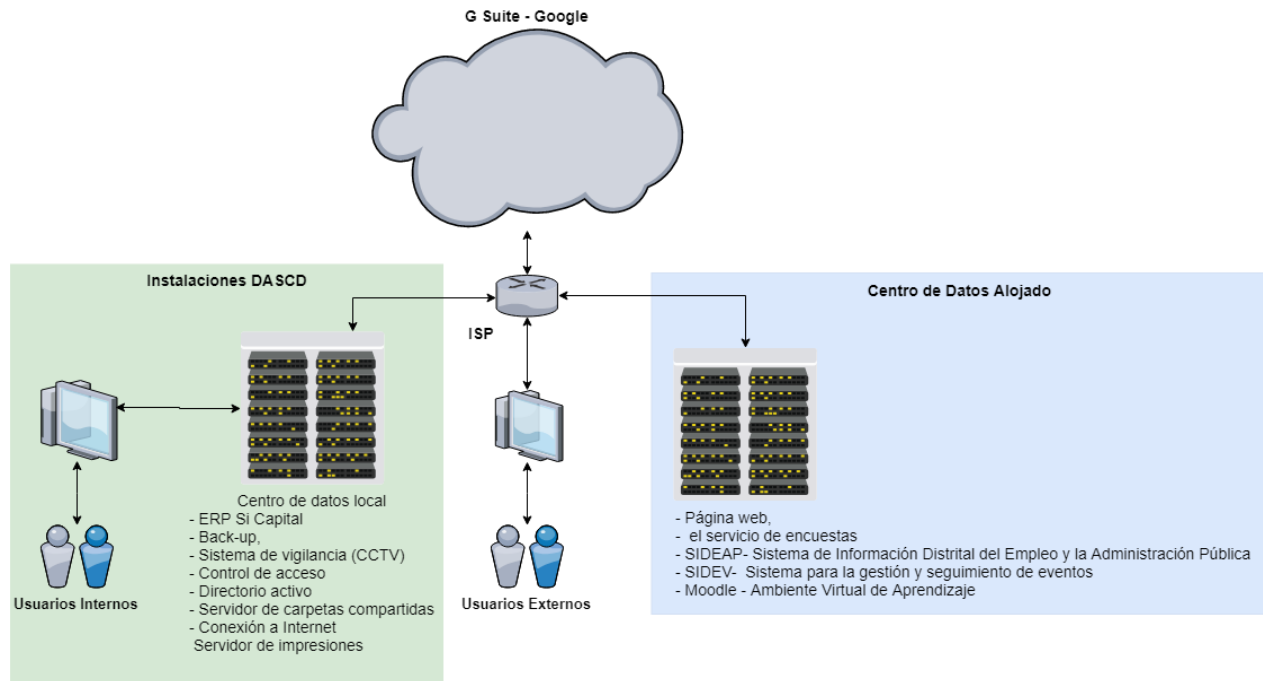 G Suite - Google
Instalaciones DASCD
ISP
Centro de Datos Alojado
Centro de datos local
- ERP Si Capital
- Back-up,
- Sistema de vigilancia (CCTV)
- Control de acceso
- Directorio activo
- Servidor de carpetas compartidas
- Conexión a Internet
Servidor de impresiones
Usuarios Internos
Usuarios Externos
- Página web,
- el servicio de encuestas
- SIDEAP- Sistema de Información Distrital del Empleo y la Administración Pública
- SIDEV- Sistema para la gestión y seguimiento de eventos
- Moodle - Ambiente Virtual de Aprendizaje